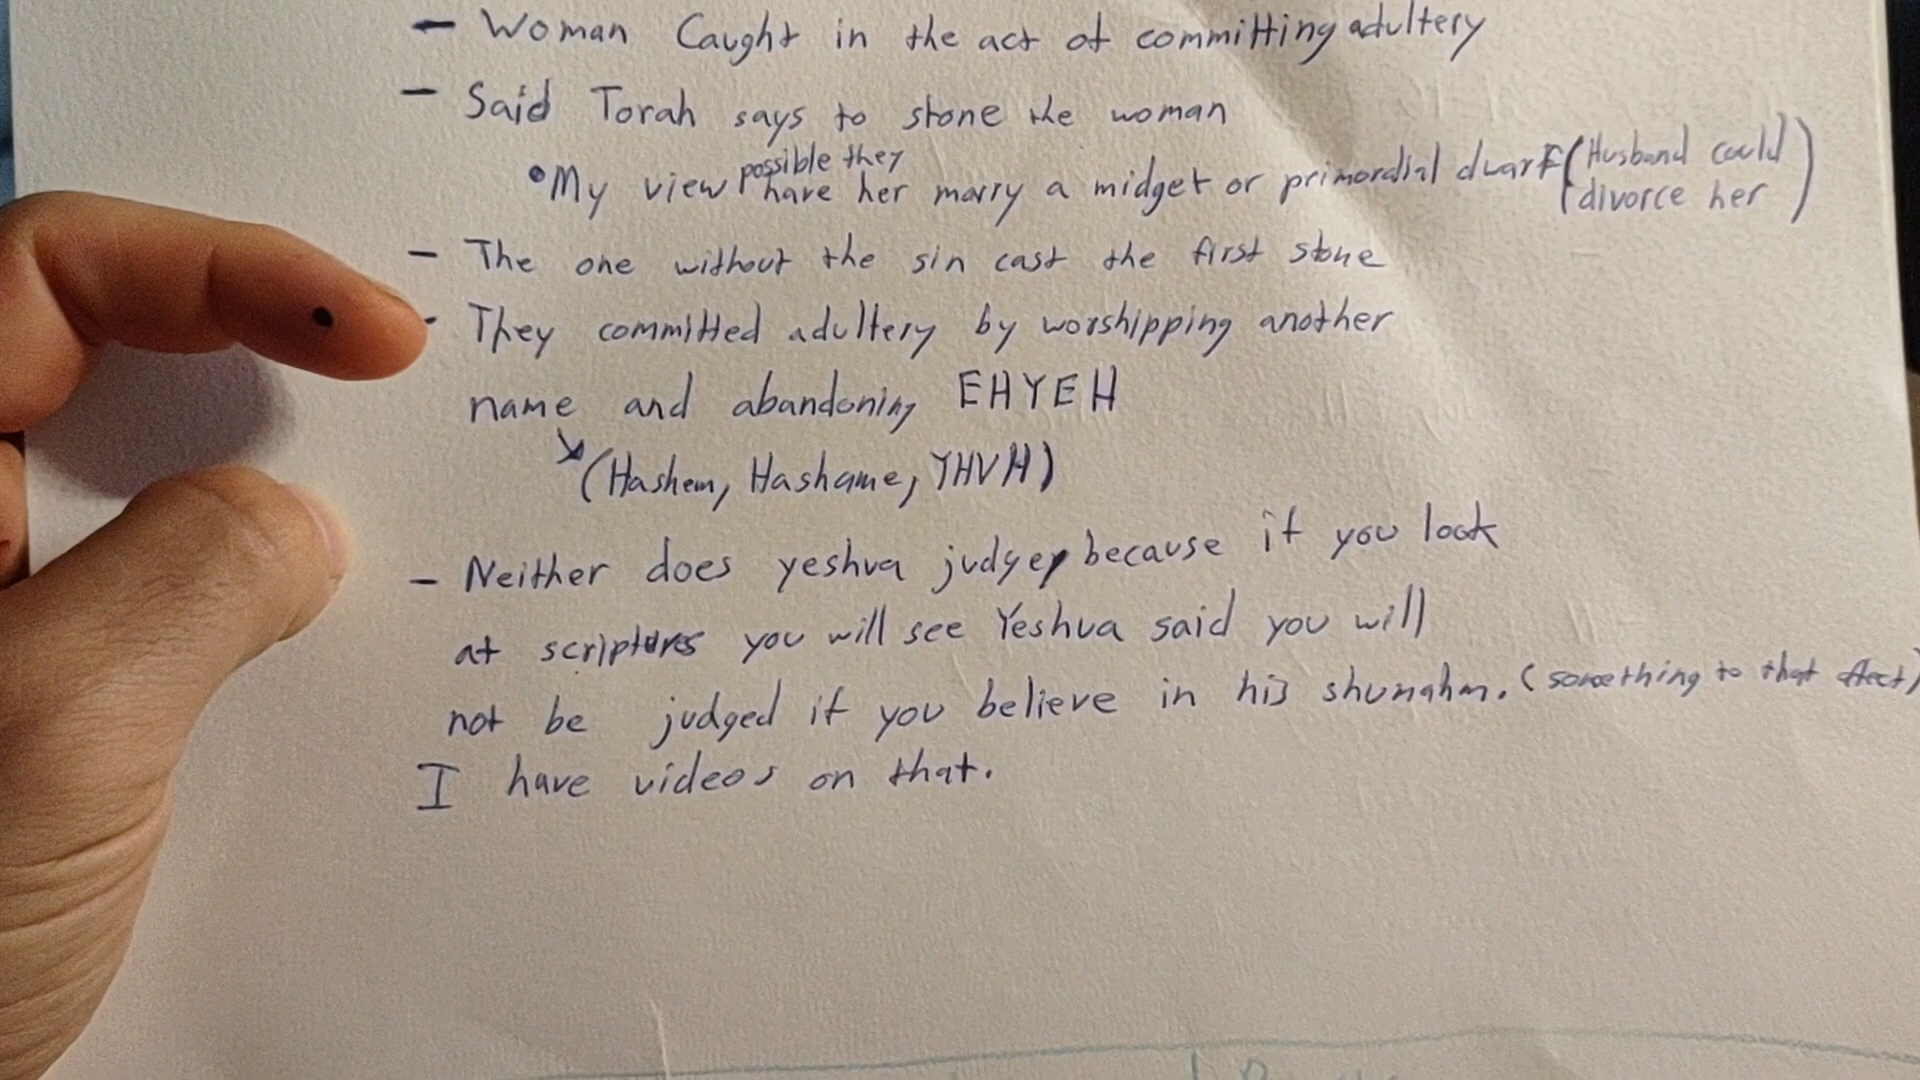 - Woman Caught in the act of committing adultery
- Said Torah says to stone the woman
• My view possible they have her marry a midget or primordial dwarf (Husband could divorce her)
- The one without the sin cast the first stone
- They committed adultery by worshipping another
name and abandoning EHYEH
(Hashem, Hashame, YHVH)
- Neither does yeshua judge, because if you look
at scriptures you will see Yeshua said you will
not be judged if you believe in his shumahm. (something to that effect)
I have videos on that.